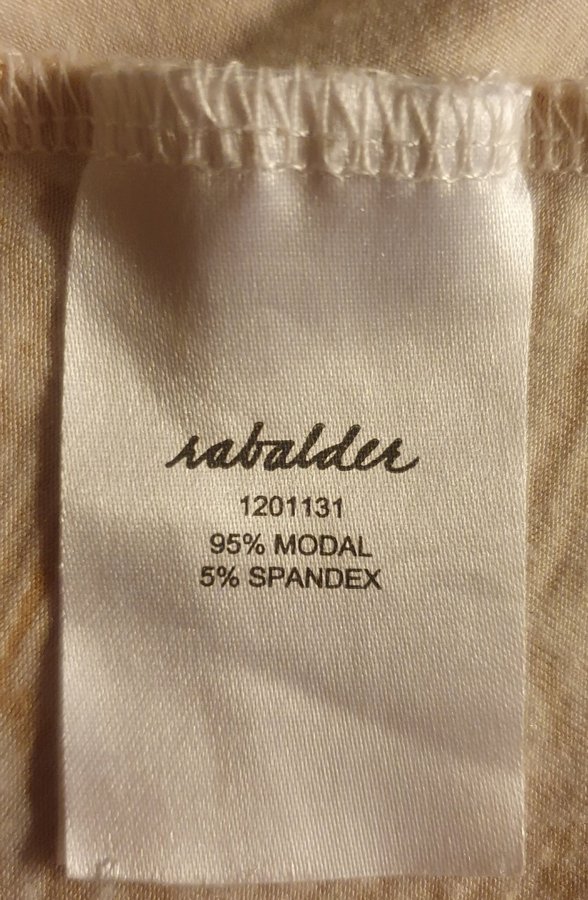 rabalder
1201131
95% MODAL
5% SPANDEX